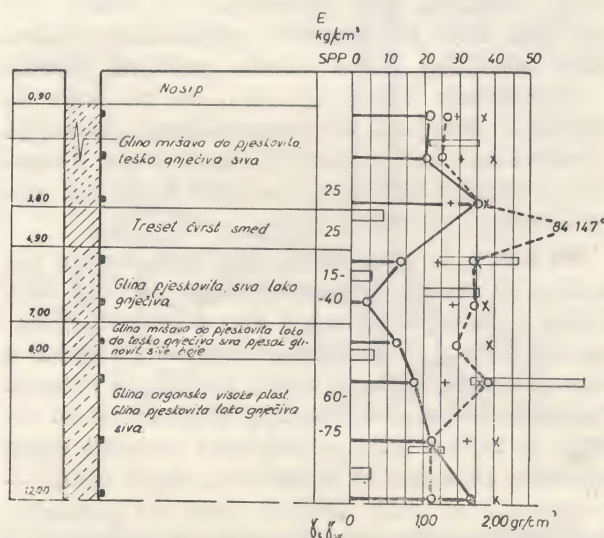 E
kg/cm²
SPP 0 10 20 30 40 50
Nasip
0,90
Glina mršava do pjeskovita,
teško gnječiva siva
25
3,80
Treset čvrst smeđ
25
84 147°
4,90
Glina pjeskovita, siva lako
gnječiva
15-
-40
7,00
Glina mršava do pjeskovita lako
do teško gnječiva siva pjesak gli-
novit, sive boje
8,00
Glina organska visoke plast.
Glina pjeskovita lako gnječiva
siva
60-
-75
12,00
0 1,00 2,00 gr/cm³